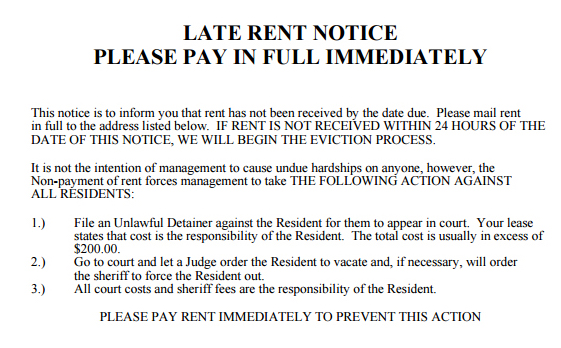 LATE RENT NOTICE
PLEASE PAY IN FULL IMMEDIATELY
This notice is to inform you that rent has not been received by the date due.  Please mail rent
in full to the address listed below.  IF RENT IS NOT RECEIVED WITHIN 24 HOURS OF THE
DATE OF THIS NOTICE, WE WILL BEGIN THE EVICTION PROCESS.
It is not the intention of management to cause undue hardships on anyone, however, the
Non-payment of rent forces management to take THE FOLLOWING ACTION AGAINST
ALL RESIDENTS:
1.) File an Unlawful Detainer against the Resident for them to appear in court.  Your lease
states that cost is the responsibility of the Resident.  The total cost is usually in excess of
$200.00.
2.) Go to court and let a Judge order the Resident to vacate and, if necessary, will order
the sheriff to force the Resident out.
3.) All court costs and sheriff fees are the responsibility of the Resident.
PLEASE PAY RENT IMMEDIATELY TO PREVENT THIS ACTION